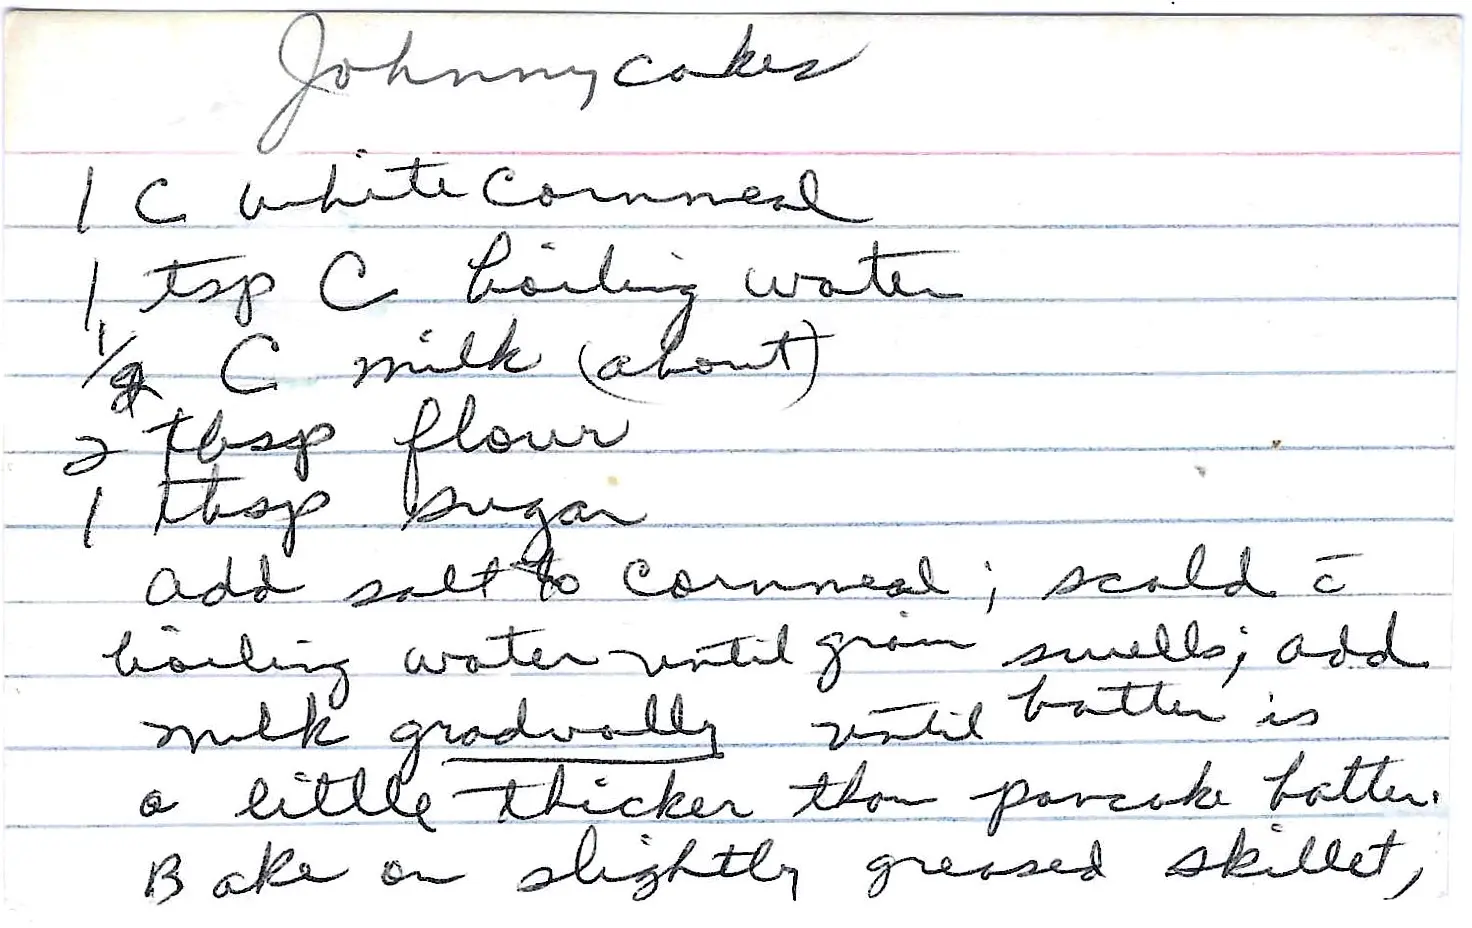 Johnnycakes
1 C white cornmeal
1 tsp C boiling water
1/2 C milk (about)
2 tbsp flour
1 tbsp sugar
add salt to cornmeal; scald c̄
boiling water until grain swells; add
milk gradually until batter is
a little thicker than pancake batter.
Bake on slightly greased skillet,